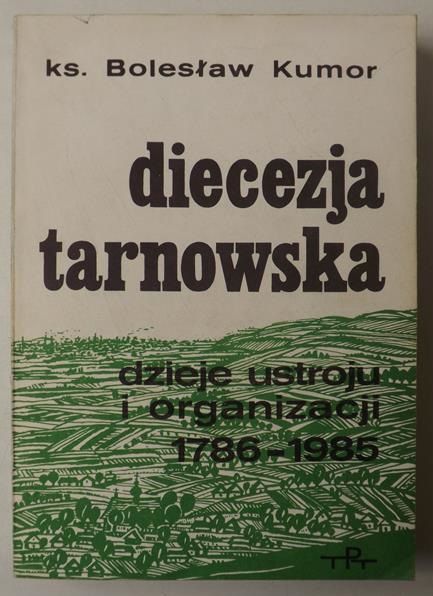 ks. Bolesław Kumor
diecezja
tarnowska
dzieje ustroju
i organizacji
1786-1985
TPT